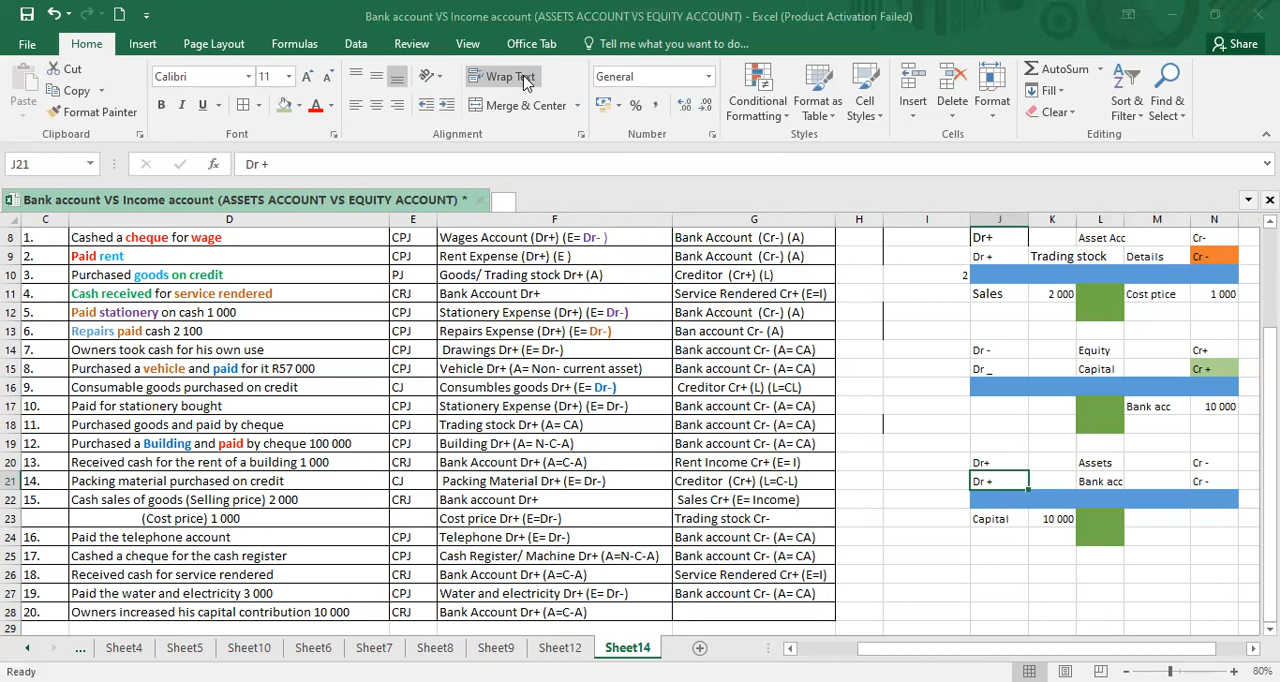 Bank account VS Income account (ASSETS ACCOUNT VS EQUITY ACCOUNT) - Excel (Product Activation Failed)
File Home Insert Page Layout Formulas Data Review View Office Tab Tell me what you want to do... Share
Paste Cut Copy Format Painter Clipboard
Calibri 11 B I U A A A Font
Wrap Text Merge & Center Alignment
General % , Number
Conditional Formatting Format as Table Cell Styles Styles
Insert Delete Format Cells
AutoSum Fill Clear Sort & Filter Find & Select Editing
J21 fx Dr +
Bank account VS Income account (ASSETS ACCOUNT VS EQUITY ACCOUNT) *
C D E F G H I J K L M N
8 1. Cashed a cheque for wage CPJ Wages Account (Dr+) (E= Dr- ) Bank Account (Cr-) (A) Dr+ Asset Acc Cr-
9 2. Paid rent CPJ Rent Expense (Dr+) (E ) Bank Account (Cr-) (A) Dr + Trading stock Details Cr -
10 3. Purchased goods on credit PJ Goods/ Trading stock Dr+ (A) Creditor (Cr+) (L) 2
11 4. Cash received for service rendered CRJ Bank Account Dr+ Service Rendered Cr+ (E=I) Sales 2 000 Cost ptice 1 000
12 5. Paid stationery on cash 1 000 CPJ Stationery Expense (Dr+) (E= Dr-) Bank Account (Cr-) (A)
13 6. Repairs paid cash 2 100 CPJ Repairs Expense (Dr+) (E= Dr-) Ban account Cr- (A)
14 7. Owners took cash for his own use CPJ Drawings Dr+ (E= Dr-) Bank account Cr- (A= CA) Dr - Equity Cr+
15 8. Purchased a vehicle and paid for it R57 000 CPJ Vehicle Dr+ (A= Non- current asset) Bank account Cr- (A= CA) Dr _ Capital Cr +
16 9. Consumable goods purchased on credit CJ Consumbles goods Dr+ (E= Dr-) Creditor Cr+ (L) (L=CL)
17 10. Paid for stationery bought CPJ Stationery Expense (Dr+) (E= Dr-) Bank account Cr- (A= CA) Bank acc 10 000
18 11. Purchased goods and paid by cheque CPJ Trading stock Dr+ (A= CA) Bank account Cr- (A= CA)
19 12. Purchased a Building and paid by cheque 100 000 CPJ Building Dr+ (A= N-C-A) Bank account Cr- (A= CA)
20 13. Received cash for the rent of a building 1 000 CRJ Bank Account Dr+ (A=C-A) Rent Income Cr+ (E= I) Dr+ Assets Cr -
21 14. Packing material purchased on credit CJ Packing Material Dr+ (E= Dr-) Creditor (Cr+) (L=C-L) Dr + Bank acc Cr -
22 15. Cash sales of goods (Selling price) 2 000 CRJ Bank account Dr+ Sales Cr+ (E= Income)
23 (Cost price) 1 000 Cost price Dr+ (E=Dr-) Trading stock Cr- Capital 10 000
24 16. Paid the telephone account CPJ Telephone Dr+ (E= Dr-) Bank account Cr- (A= CA)
25 17. Cashed a cheque for the cash register CPJ Cash Register/ Machine Dr+ (A=N-C-A) Bank account Cr- (A= CA)
26 18. Received cash for service rendered CRJ Bank Account Dr+ (A=C-A) Service Rendered Cr+ (E=I)
27 19. Paid the water and electricity 3 000 CPJ Water and electricity Dr+ (E= Dr-) Bank account Cr- (A= CA)
28 20. Owners increased his capital contribution 10 000 CRJ Bank Account Dr+ (A=C-A)
29
... Sheet4 Sheet5 Sheet10 Sheet6 Sheet7 Sheet8 Sheet9 Sheet12 Sheet14
Ready 80%